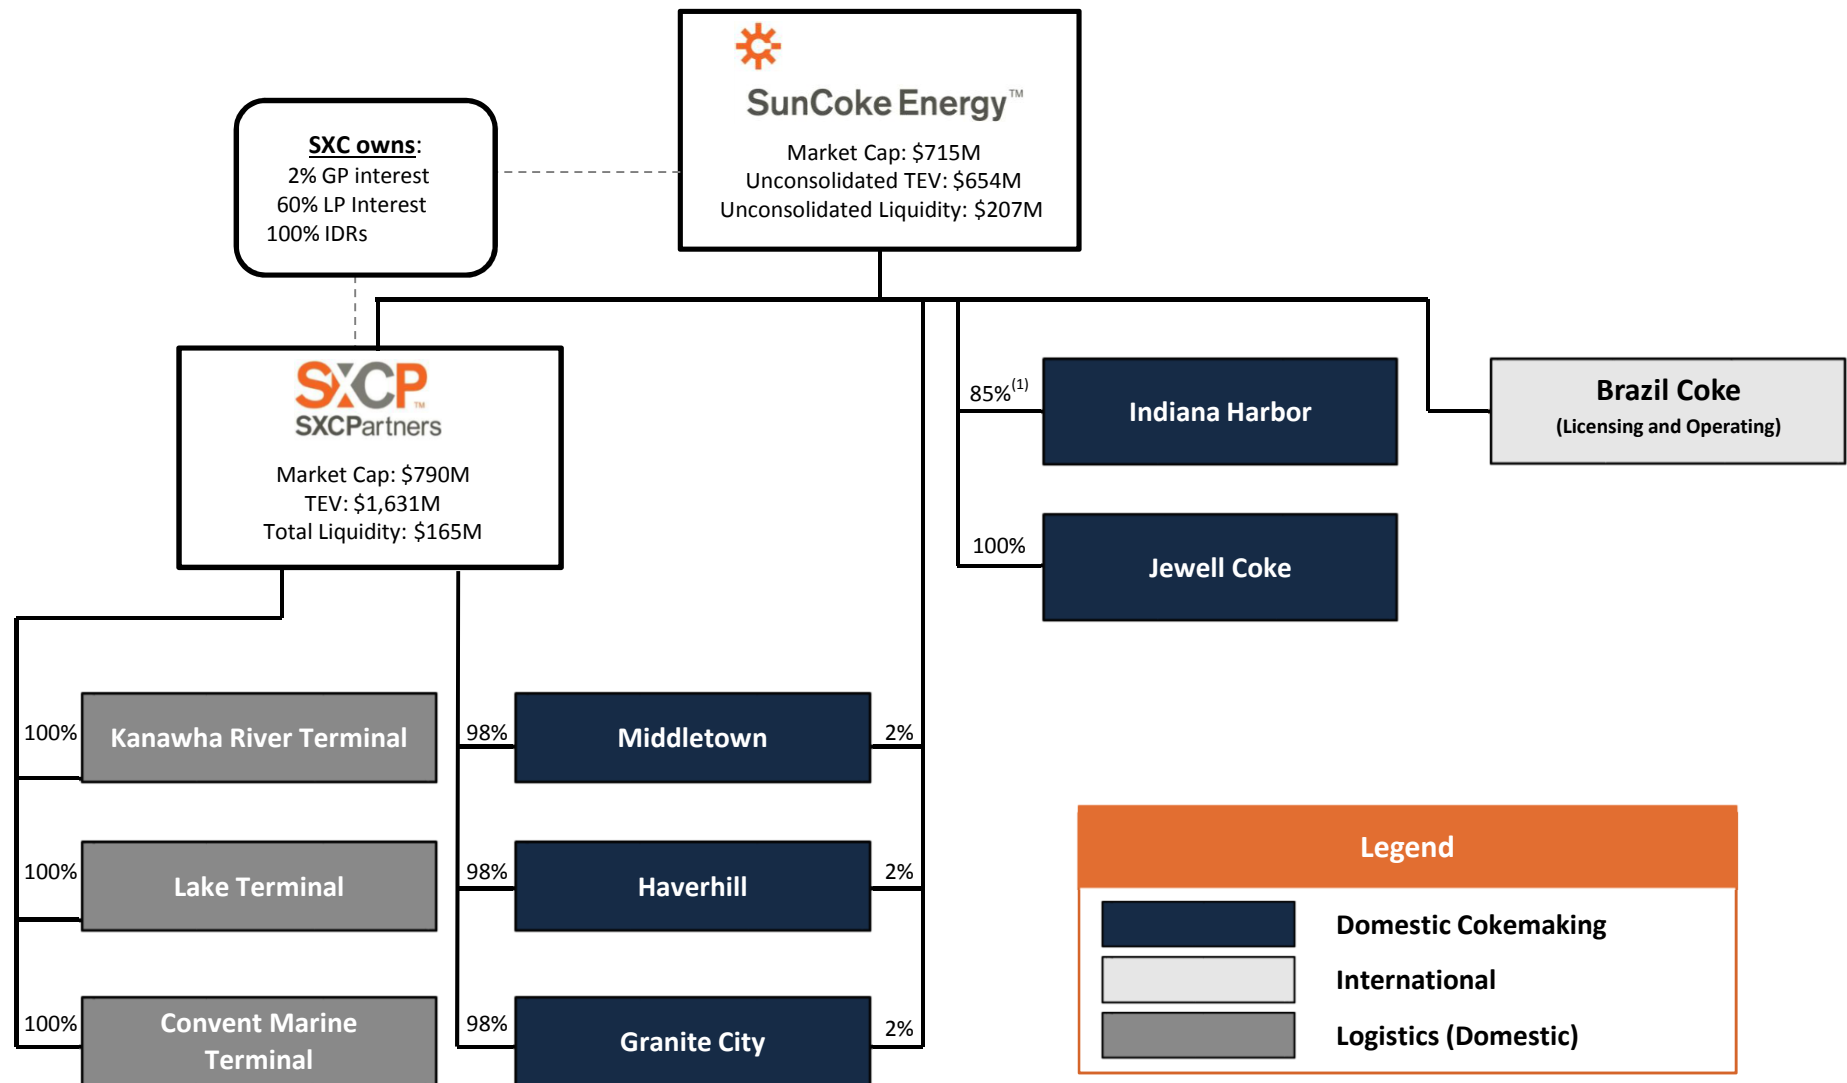 SunCoke Energy™
Market Cap: $715M
Unconsolidated TEV: $654M
Unconsolidated Liquidity: $207M
SXC owns:
2% GP interest
60% LP Interest
100% IDRs
SXCP™
SXCPartners
Market Cap: $790M
TEV: $1,631M
Total Liquidity: $165M
85%(1)
Indiana Harbor
Brazil Coke
(Licensing and Operating)
100%
Jewell Coke
100%
Kanawha River Terminal
98%
Middletown
2%
100%
Lake Terminal
98%
Haverhill
2%
100%
Convent Marine
Terminal
98%
Granite City
2%
Legend
Domestic Cokemaking
International
Logistics (Domestic)